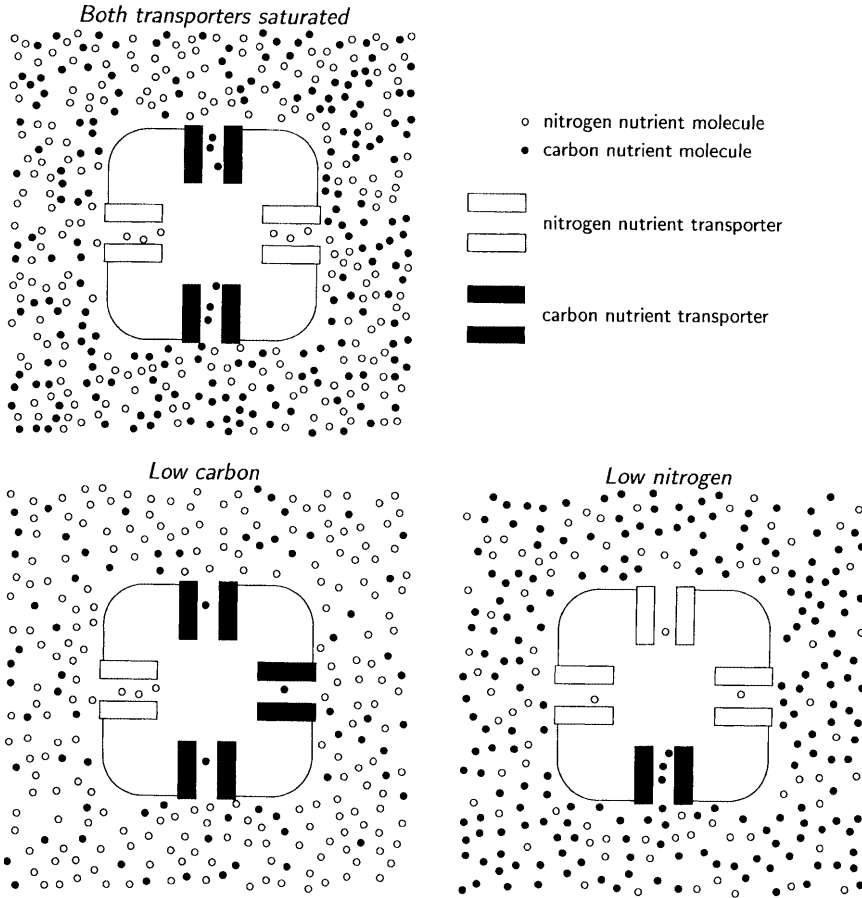 Both transporters saturated
nitrogen nutrient molecule
carbon nutrient molecule
nitrogen nutrient transporter
carbon nutrient transporter
Low carbon
Low nitrogen